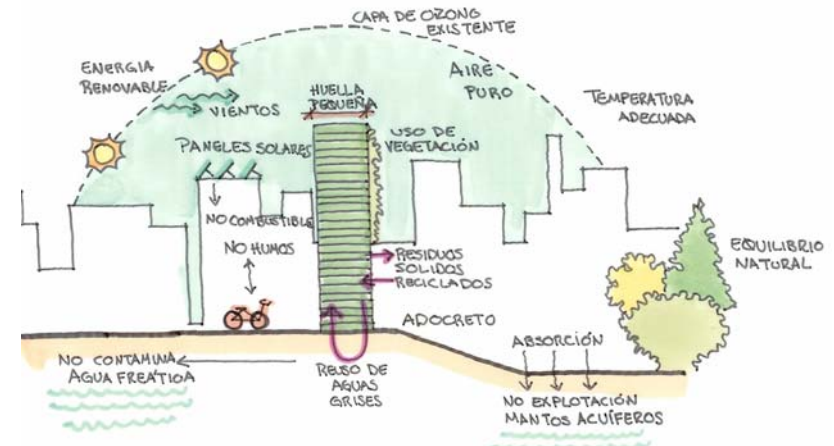 CAPA DE OZONO
EXISTENTE
ENERGIA
RENOVABLE
VIENTOS
HUELLA
PEQUEÑA
AIRE
PURO
TEMPERATURA
ADECUADA
PANELES SOLARES
USO DE
VEGETACIÓN
NO COMBUSTIBLE
NO HUMOS
RESIDUOS
SOLIDOS
RECICLADOS
EQUILIBRIO
NATURAL
ADOCRETO
ABSORCIÓN
NO CONTAMINA
AGUA FREÁTICA
REUSO DE
AGUAS
GRISES
NO EXPLOTACIÓN
MANTOS ACUÍFEROS